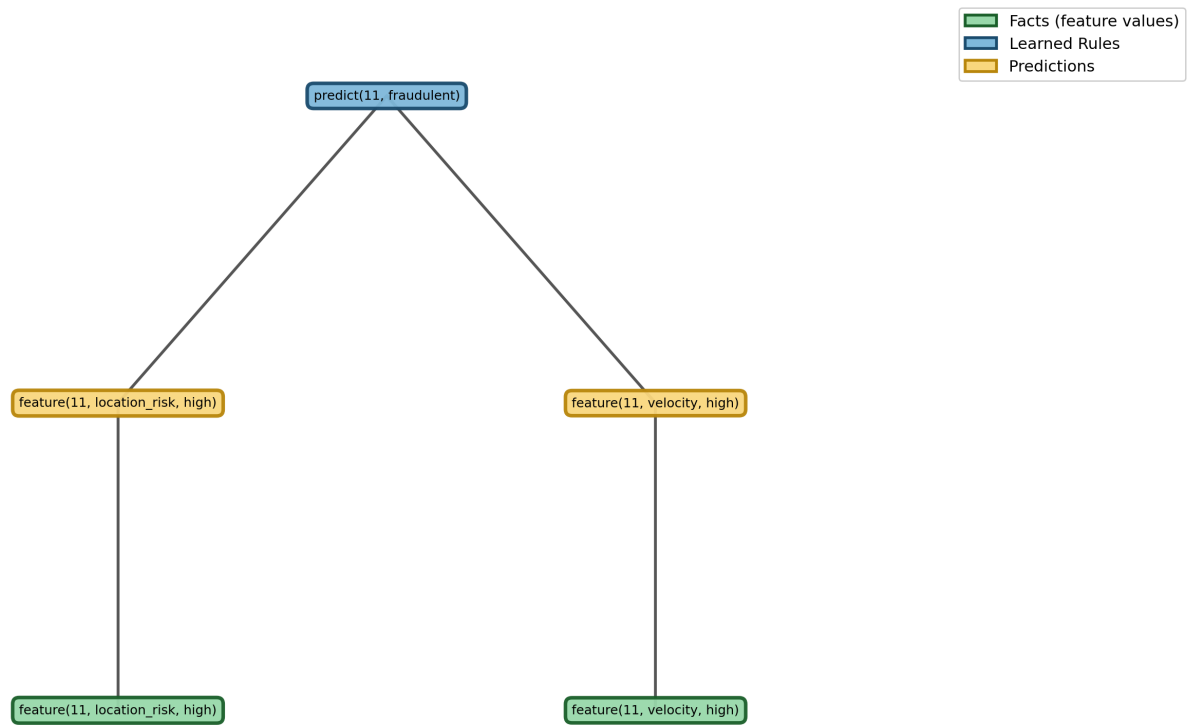 Facts (feature values)
Learned Rules
Predictions
predict(11, fraudulent)
feature(11, location_risk, high)
feature(11, velocity, high)
feature(11, location_risk, high)
feature(11, velocity, high)